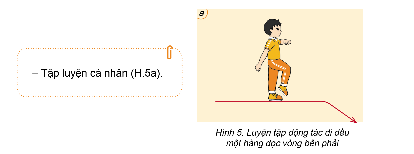 – Tập luyện cá nhân (H.5a).
a
Hình 5. Luyện tập động tác đi đều
một hàng dọc vòng bên phải